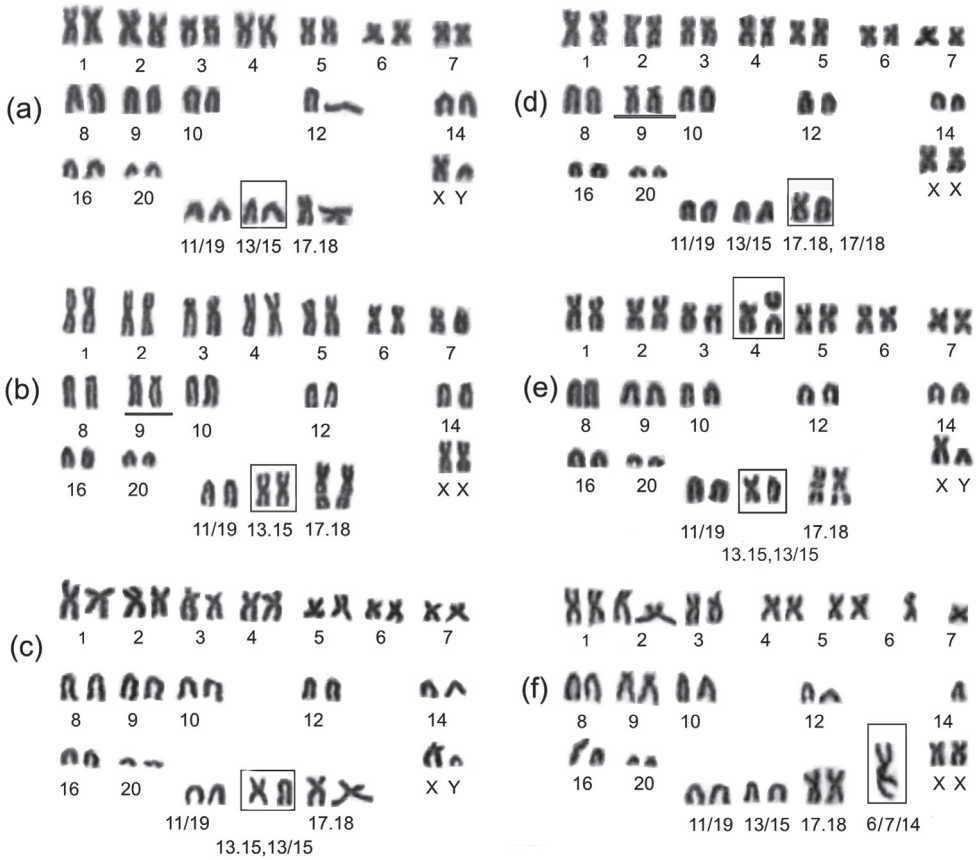 1 2 3 4 5 6 7
(a)
8 9 10 12 14
16 20 X Y
11/19 13/15 17.18
1 2 3 4 5 6 7
(b)
8 9 10 12 14
16 20 X X
11/19 13.15 17.18
1 2 3 4 5 6 7
(c)
8 9 10 12 14
16 20 X Y
11/19 17.18
13.15,13/15
1 2 3 4 5 6 7
(d)
8 9 10 12 14
16 20 X X
11/19 13/15 17.18, 17/18
1 2 3 4 5 6 7
(e)
8 9 10 12 14
16 20 X Y
11/19 17.18
13.15,13/15
1 2 3 4 5 6 7
(f)
8 9 10 12 14
16 20 X X
11/19 13/15 17.18 6/7/14